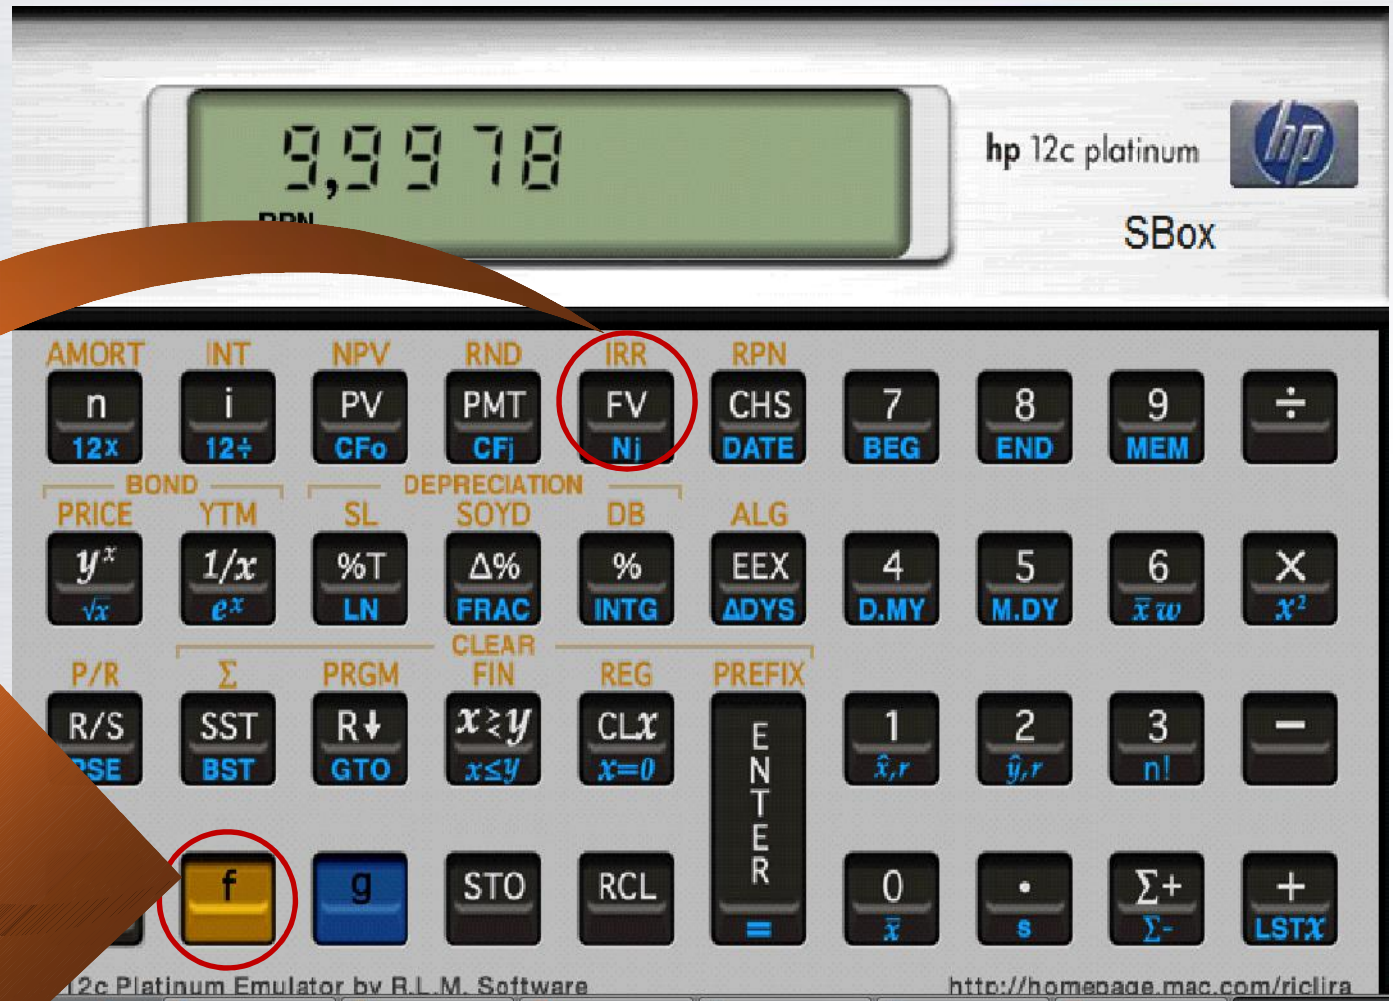 9,9978
RPN
hp 12c platinum
hp
SBox
AMORT INT NPV RND IRR RPN
n i PV PMT FV CHS 7 8 9 ÷
12x 12÷ CFo CFj Nj DATE BEG END MEM
BOND DEPRECIATION
PRICE YTM SL SOYD DB ALG
yˣ 1/x %T Δ% % EEX 4 5 6 X
√x eˣ LN FRAC INTG ΔDYS D.MY M.DY x̄ w x²
CLEAR
P/R Σ PRGM FIN REG PREFIX
R/S SST R↓ x≷y CLx ENTER 1 2 3 −
PSE BST GTO x≤y x=0 x̂,r ŷ,r n!
f g STO RCL 0 . Σ+ +
= x̄ s Σ- LSTx
12c Platinum Emulator by R.L.M. Software http://homepage.mac.com/riclira